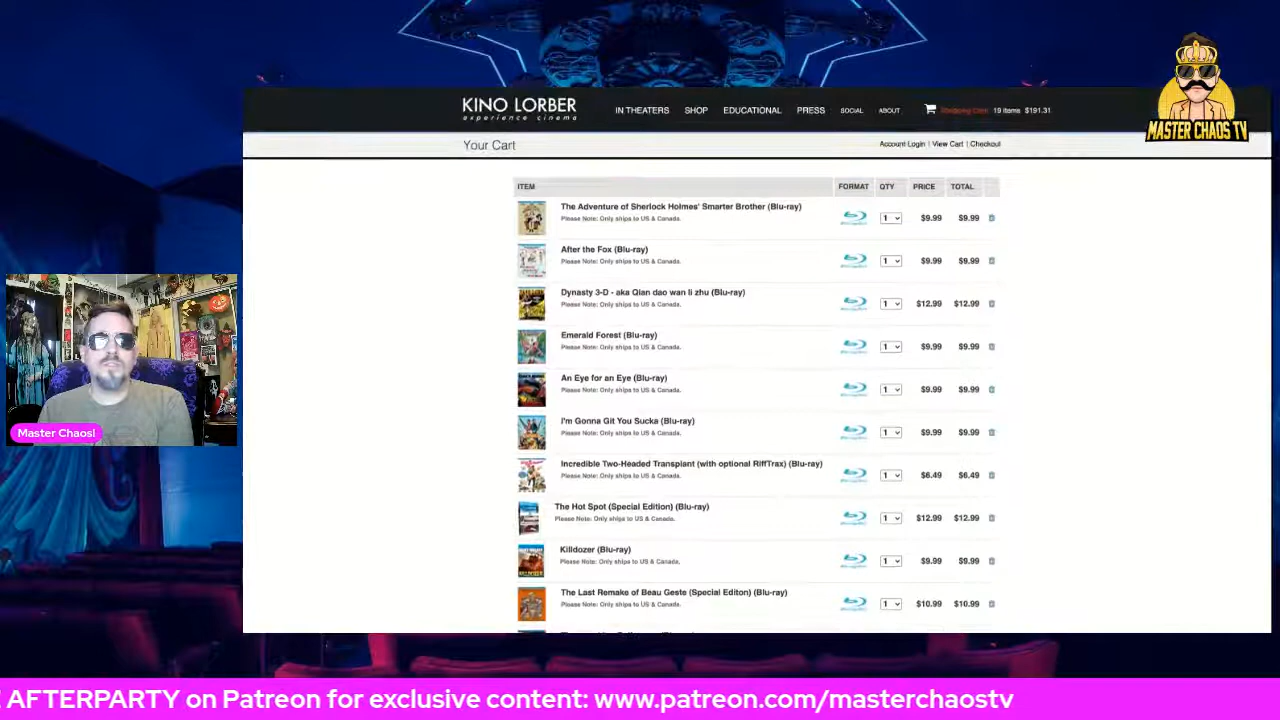 KINO LORBER
experience cinema
IN THEATERS SHOP EDUCATIONAL PRESS SOCIAL ABOUT Shopping Cart 19 items $191.31
MASTER CHAOS TV
Your Cart
Account Login | View Cart | Checkout
ITEM FORMAT QTY PRICE TOTAL
The Adventure of Sherlock Holmes' Smarter Brother (Blu-ray)
Please Note: Only ships to US & Canada.
1 $9.99 $9.99
After the Fox (Blu-ray)
Please Note: Only ships to US & Canada.
1 $9.99 $9.99
Dynasty 3-D - aka Qian dao wan li zhu (Blu-ray)
Please Note: Only ships to US & Canada.
1 $12.99 $12.99
Emerald Forest (Blu-ray)
Please Note: Only ships to US & Canada.
1 $9.99 $9.99
An Eye for an Eye (Blu-ray)
Please Note: Only ships to US & Canada.
1 $9.99 $9.99
I'm Gonna Git You Sucka (Blu-ray)
Please Note: Only ships to US & Canada.
1 $9.99 $9.99
Incredible Two-Headed Transplant (with optional RiffTrax) (Blu-ray)
Please Note: Only ships to US & Canada.
1 $6.49 $6.49
The Hot Spot (Special Edition) (Blu-ray)
Please Note: Only ships to US & Canada.
1 $12.99 $12.99
Killdozer (Blu-ray)
Please Note: Only ships to US & Canada.
1 $9.99 $9.99
The Last Remake of Beau Geste (Special Editon) (Blu-ray)
Please Note: Only ships to US & Canada.
1 $10.99 $10.99
Master Chaos!
AFTERPARTY on Patreon for exclusive content: www.patreon.com/masterchaostv